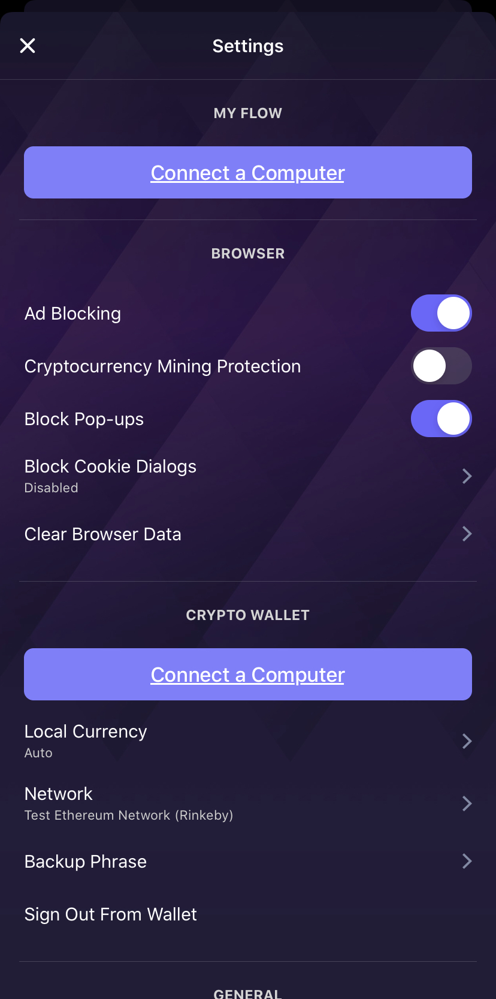 Settings
MY FLOW
Connect a Computer
BROWSER
Ad Blocking
Cryptocurrency Mining Protection
Block Pop-ups
Block Cookie Dialogs
Disabled
Clear Browser Data
CRYPTO WALLET
Connect a Computer
Local Currency
Auto
Network
Test Ethereum Network (Rinkeby)
Backup Phrase
Sign Out From Wallet
GENERAL